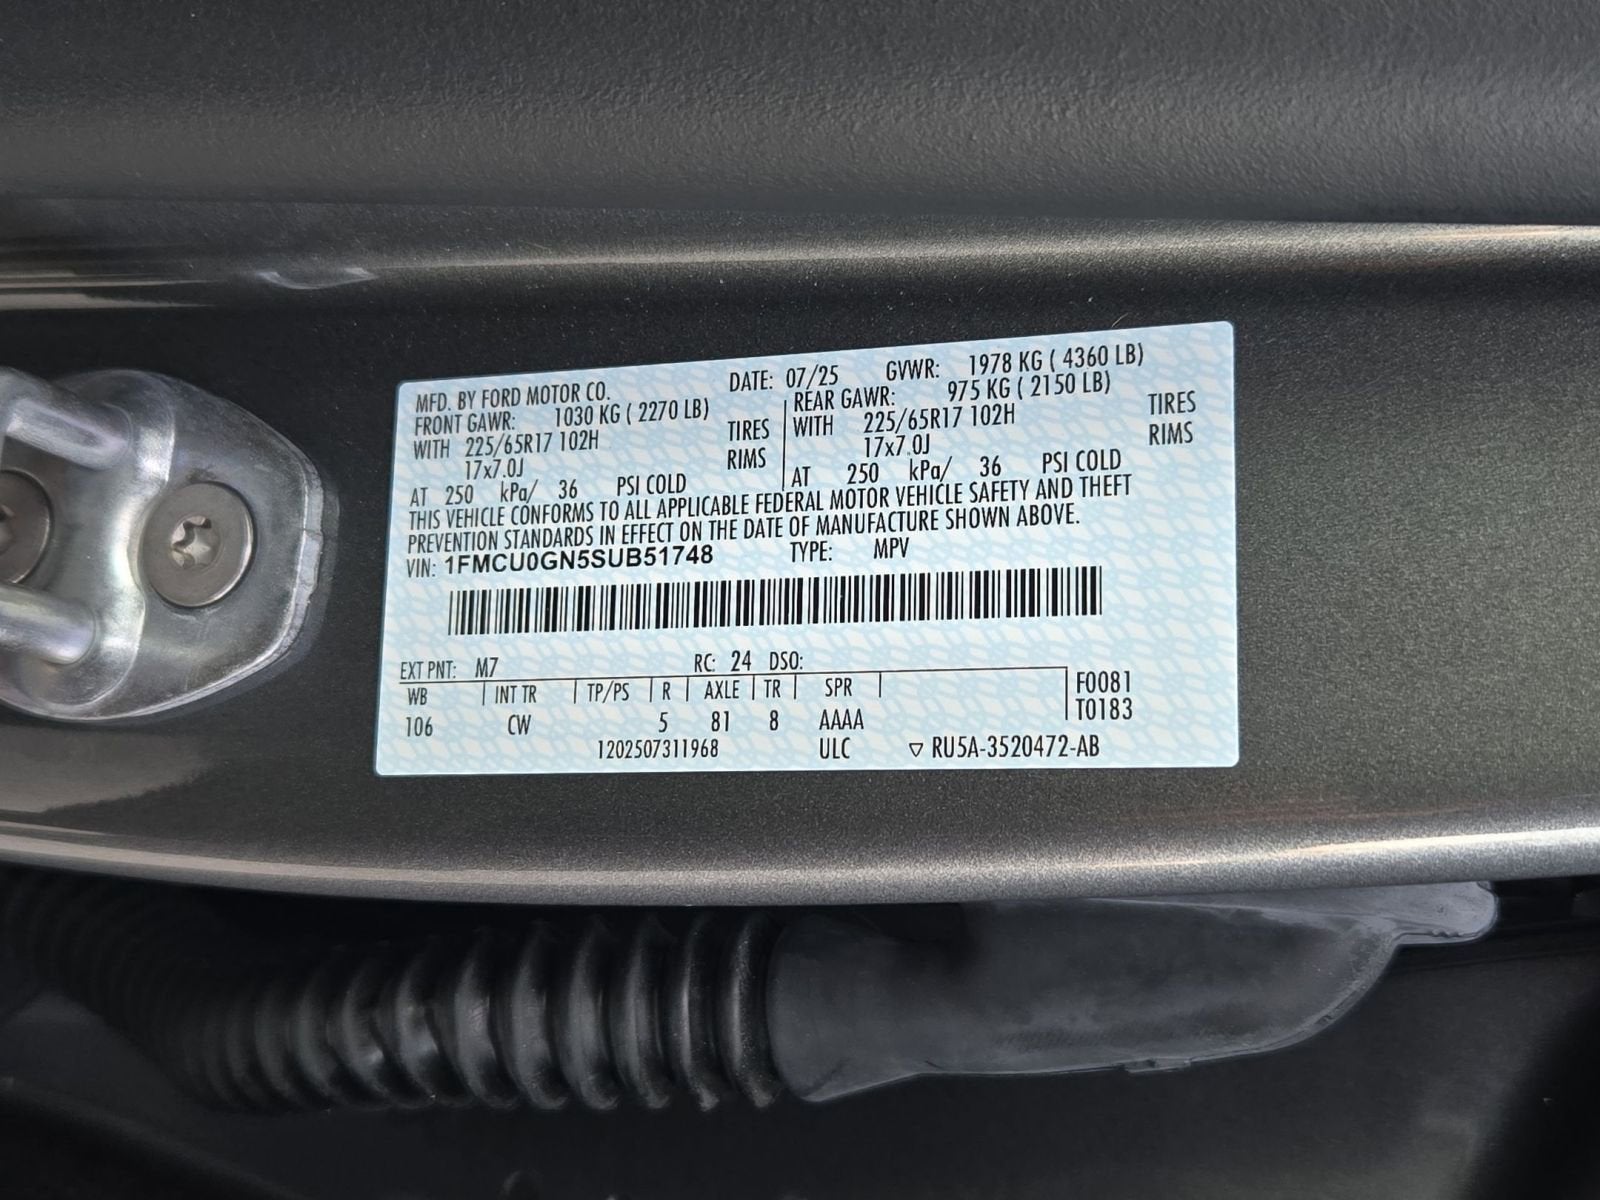 MFD. BY FORD MOTOR CO. DATE: 07/25 GVWR: 1978 KG ( 4360 LB)
FRONT GAWR: 1030 KG ( 2270 LB) REAR GAWR: 975 KG ( 2150 LB)
WITH 225/65R17 102H TIRES WITH 225/65R17 102H TIRES
17x7.0J RIMS 17x7.0J RIMS
AT 250 kPa/ 36 PSI COLD AT 250 kPa/ 36 PSI COLD
THIS VEHICLE CONFORMS TO ALL APPLICABLE FEDERAL MOTOR VEHICLE SAFETY AND THEFT
PREVENTION STANDARDS IN EFFECT ON THE DATE OF MANUFACTURE SHOWN ABOVE.
VIN: 1FMCU0GN5SUB51748 TYPE: MPV
EXT PNT: M7 RC: 24 DSO:
WB INT TR TP/PS R AXLE TR SPR F0081
106 CW 5 81 8 AAAA T0183
1202507311968 ULC ▽ RU5A-3520472-AB